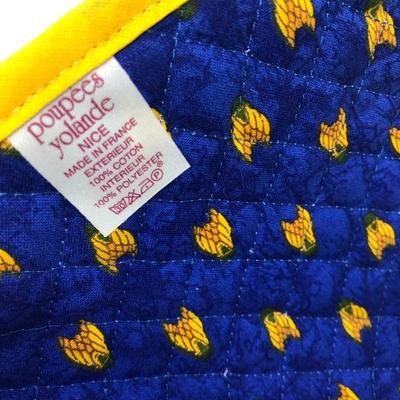 poupées
yolande
NICE
MADE IN FRANCE
EXTERIEUR
100% COTON
INTERIEUR
100% POLYESTER